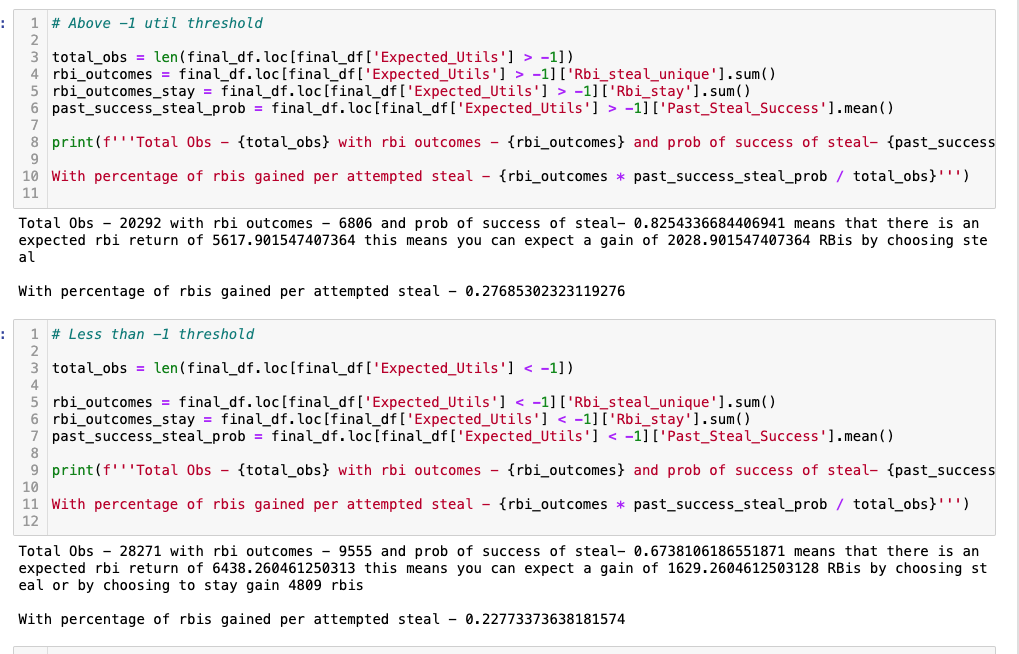 :
1 # Above −1 util threshold
2
3 total_obs = len(final_df.loc[final_df['Expected_Utils'] > −1])
4 rbi_outcomes = final_df.loc[final_df['Expected_Utils'] > −1]['Rbi_steal_unique'].sum()
5 rbi_outcomes_stay = final_df.loc[final_df['Expected_Utils'] > −1]['Rbi_stay'].sum()
6 past_success_steal_prob = final_df.loc[final_df['Expected_Utils'] > −1]['Past_Steal_Success'].mean()
7
8 print(f'''Total Obs − {total_obs} with rbi outcomes − {rbi_outcomes} and prob of success of steal− {past_success
9
10 With percentage of rbis gained per attempted steal − {rbi_outcomes * past_success_steal_prob / total_obs}''')
11
Total Obs − 20292 with rbi outcomes − 6806 and prob of success of steal− 0.8254336684406941 means that there is an
expected rbi return of 5617.901547407364 this means you can expect a gain of 2028.901547407364 RBis by choosing ste
al
With percentage of rbis gained per attempted steal − 0.27685302323119276
:
1 # Less than −1 threshold
2
3 total_obs = len(final_df.loc[final_df['Expected_Utils'] < −1])
4
5 rbi_outcomes = final_df.loc[final_df['Expected_Utils'] < −1]['Rbi_steal_unique'].sum()
6 rbi_outcomes_stay = final_df.loc[final_df['Expected_Utils'] < −1]['Rbi_stay'].sum()
7 past_success_steal_prob = final_df.loc[final_df['Expected_Utils'] < −1]['Past_Steal_Success'].mean()
8
9 print(f'''Total Obs − {total_obs} with rbi outcomes − {rbi_outcomes} and prob of success of steal− {past_success
10
11 With percentage of rbis gained per attempted steal − {rbi_outcomes * past_success_steal_prob / total_obs}''')
12
Total Obs − 28271 with rbi outcomes − 9555 and prob of success of steal− 0.6738106186551871 means that there is an
expected rbi return of 6438.260461250313 this means you can expect a gain of 1629.2604612503128 RBis by choosing st
eal or by choosing to stay gain 4809 rbis
With percentage of rbis gained per attempted steal − 0.22773373638181574